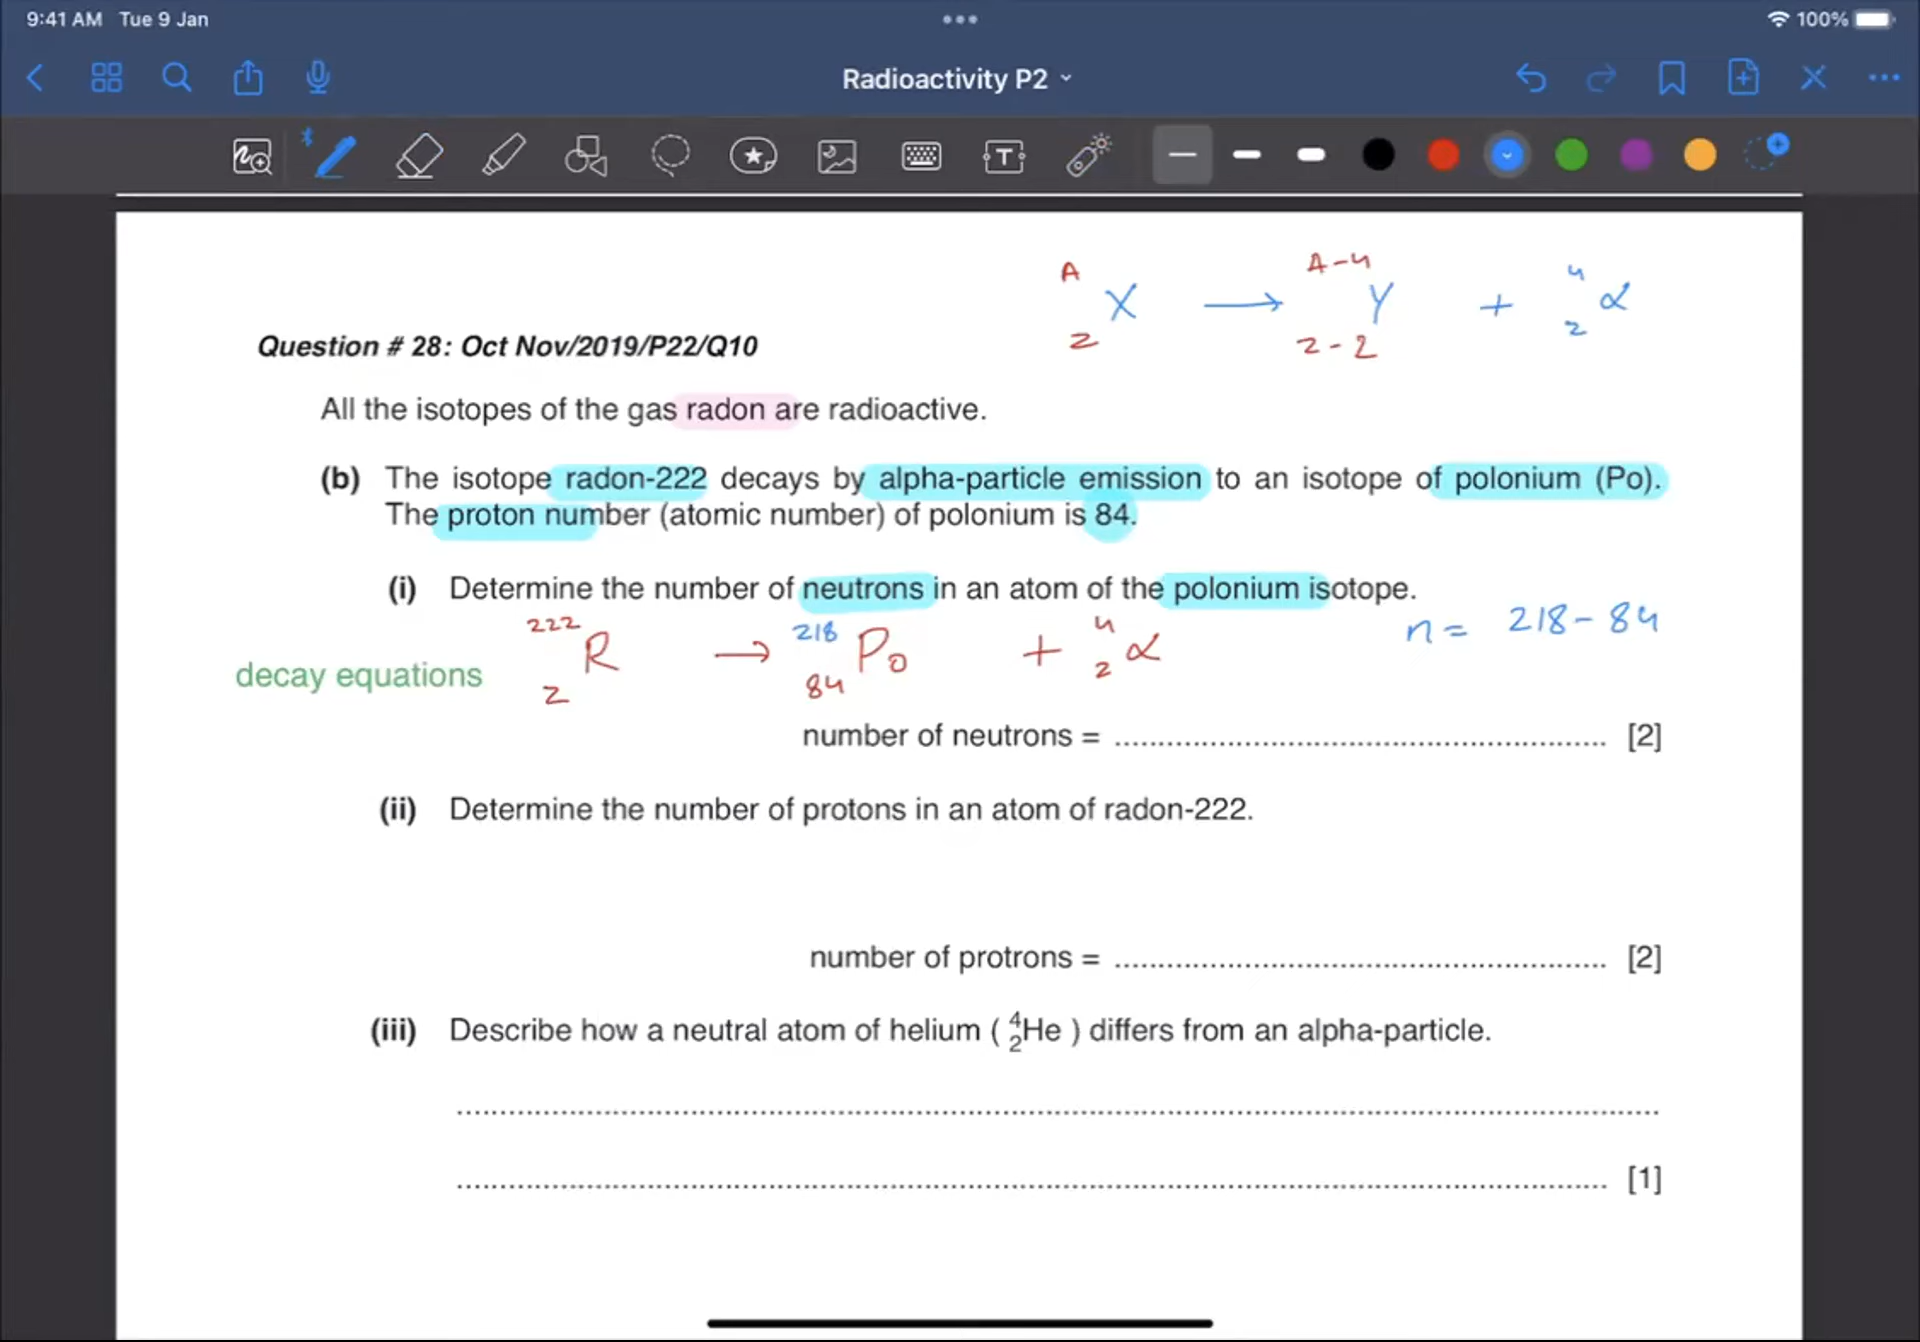 9:41 AM Tue 9 Jan
100%
Radioactivity P2
A X → A-4 Y + 4 α
Z Z-2 2
Question # 28: Oct Nov/2019/P22/Q10
All the isotopes of the gas radon are radioactive.
(b) The isotope radon-222 decays by alpha-particle emission to an isotope of polonium (Po).
The proton number (atomic number) of polonium is 84.
(i) Determine the number of neutrons in an atom of the polonium isotope.
n = 218 - 84
222 R → 218 Po + 4 α
Z 84 2
decay equations
number of neutrons = ........................................................ [2]
(ii) Determine the number of protons in an atom of radon-222.
number of protrons = ........................................................ [2]
(iii) Describe how a neutral atom of helium ( 4 2 He ) differs from an alpha-particle.
................................................................................................................................
.......................................................................................................................... [1]